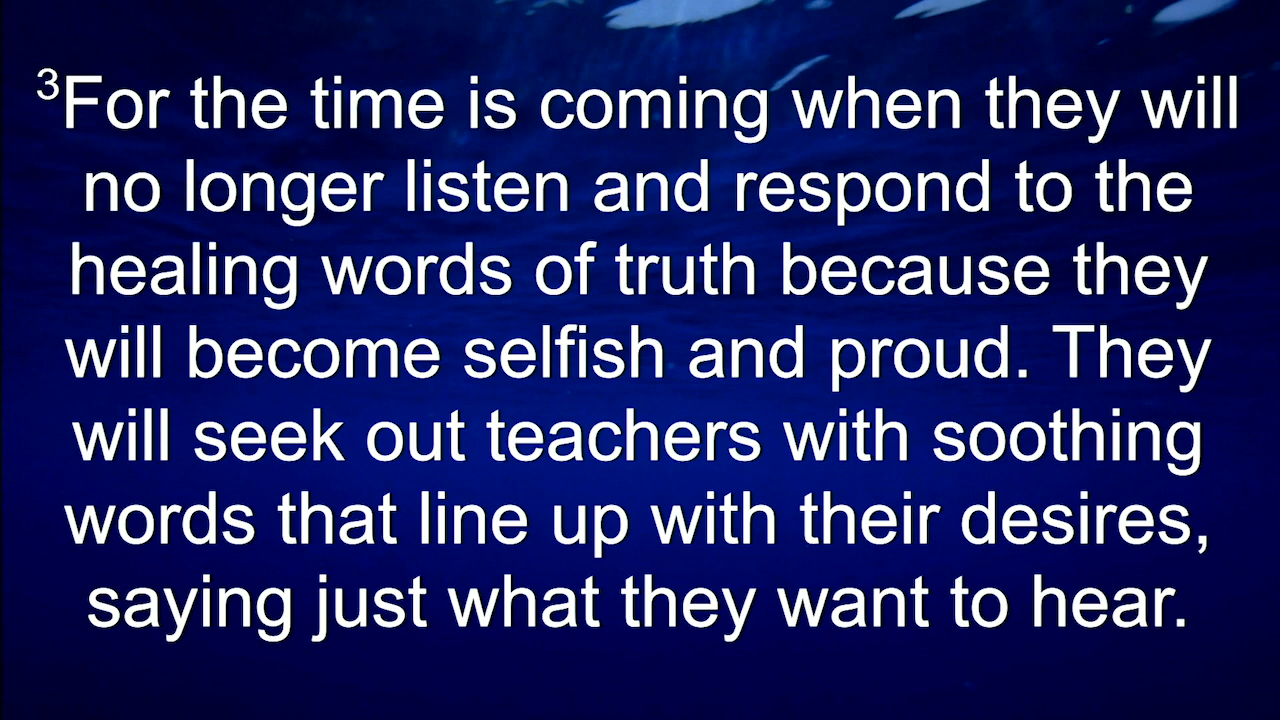 ³For the time is coming when they will
no longer listen and respond to the
healing words of truth because they
will become selfish and proud. They
will seek out teachers with soothing
words that line up with their desires,
saying just what they want to hear.